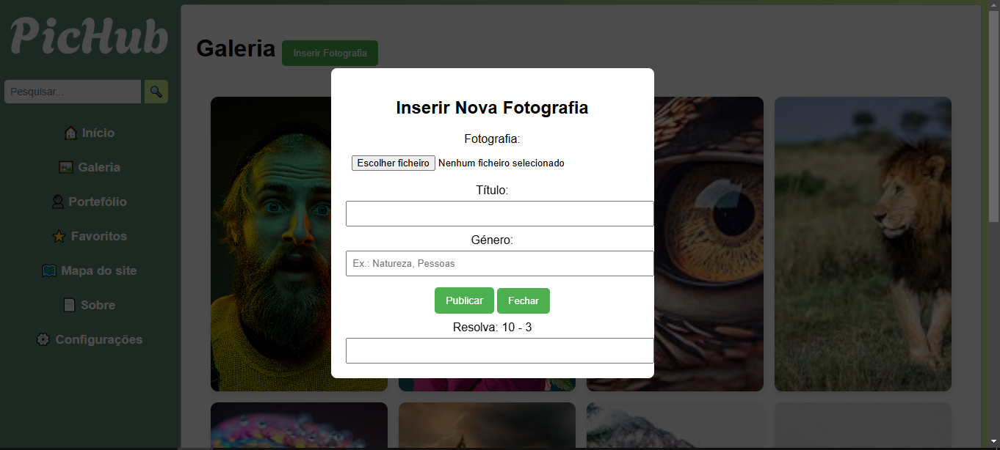 PicHub
Pesquisar...
Início
Galeria
Portefólio
Favoritos
Mapa do site
Sobre
Configurações
Galeria
Inserir Fotografia
Inserir Nova Fotografia
Fotografia:
Escolher ficheiro Nenhum ficheiro selecionado
Título:
Género:
Ex.: Natureza, Pessoas
Publicar Fechar
Resolva: 10 - 3